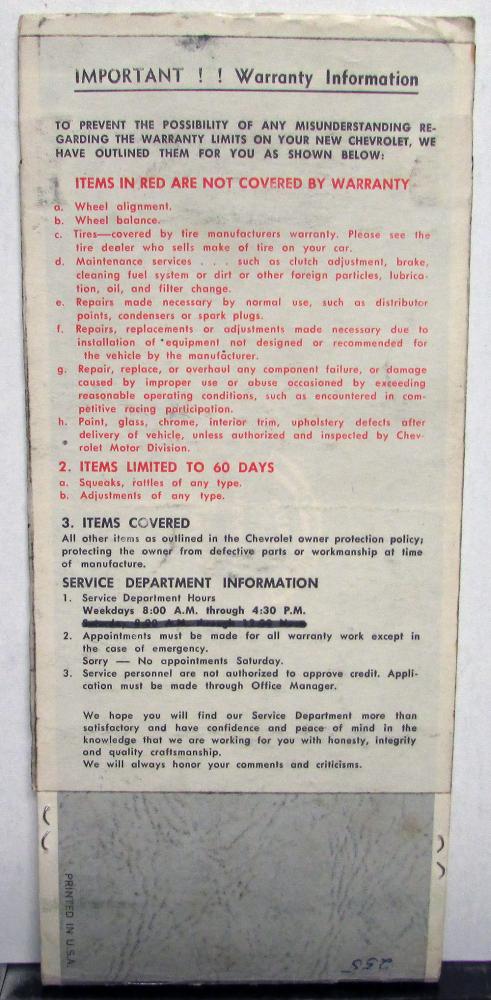 IMPORTANT ! ! Warranty Information
TO PREVENT THE POSSIBILITY OF ANY MISUNDERSTANDING RE-
GARDING THE WARRANTY LIMITS ON YOUR NEW CHEVROLET, WE
HAVE OUTLINED THEM FOR YOU AS SHOWN BELOW:
ITEMS IN RED ARE NOT COVERED BY WARRANTY
a. Wheel alignment.
b. Wheel balance.
c. Tires—covered by tire manufacturers warranty. Please see the
tire dealer who sells make of tire on your car.
d. Maintenance services . . . such as clutch adjustment, brake,
cleaning fuel system or dirt or other foreign particles, lubrica-
tion, oil, and filter change.
e. Repairs made necessary by normal use, such as distributor
points, condensers or spark plugs.
f. Repairs, replacements or adjustments made necessary due to
installation of equipment not designed or recommended for
the vehicle by the manufacturer.
g. Repair, replace, or overhaul any component failure, or damage
caused by improper use or abuse occasioned by exceeding
reasonable operating conditions, such as encountered in com-
petitive racing participation.
h. Paint, glass, chrome, interior trim, upholstery defects after
delivery of vehicle, unless authorized and inspected by Chev-
rolet Motor Division.
2. ITEMS LIMITED TO 60 DAYS
a. Squeaks, rattles of any type.
b. Adjustments of any type.
3. ITEMS COVERED
All other items as outlined in the Chevrolet owner protection policy;
protecting the owner from defective parts or workmanship at time
of manufacture.
SERVICE DEPARTMENT INFORMATION
1. Service Department Hours
Weekdays 8:00 A.M. through 4:30 P.M.
2. Appointments must be made for all warranty work except in
the case of emergency.
Sorry — No appointments Saturday.
3. Service personnel are not authorized to approve credit. Appli-
cation must be made through Office Manager.
We hope you will find our Service Department more than
satisfactory and have confidence and peace of mind in the
knowledge that we are working for you with honesty, integrity
and quality craftsmanship.
We will always honor your comments and criticisms.
PRINTED IN U.S.A.
255